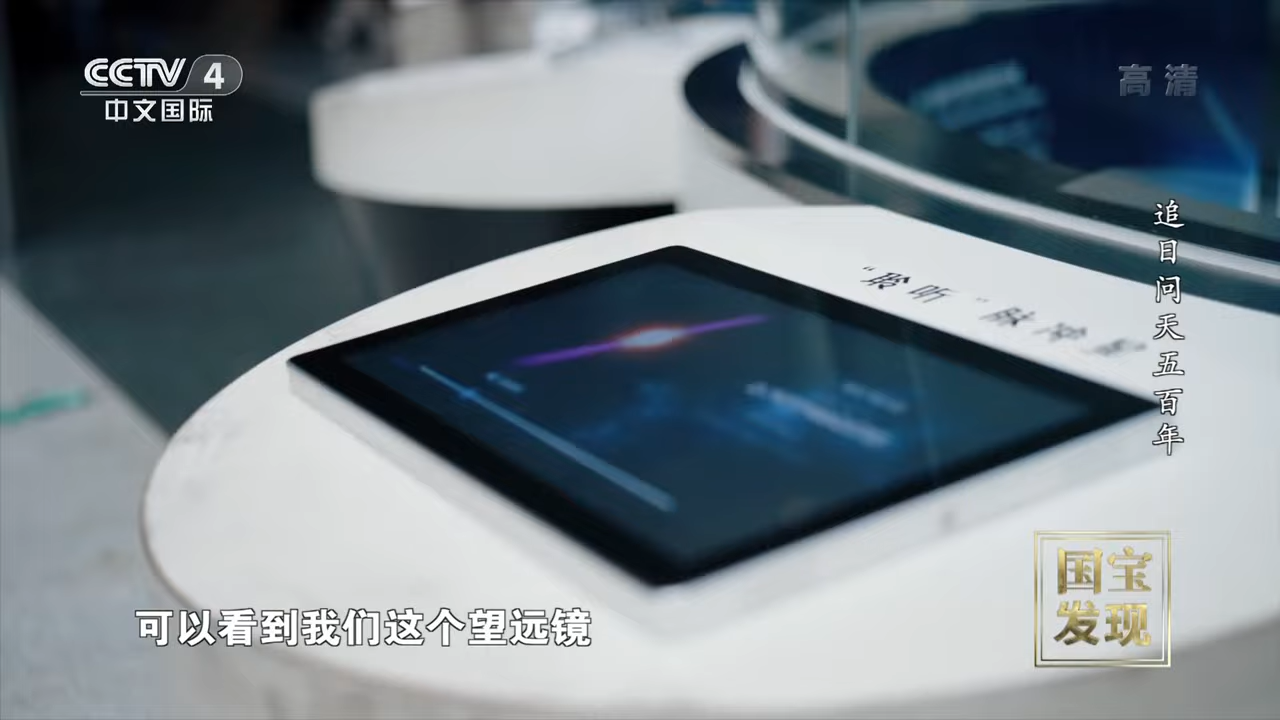 CCTV 4
中文国际
高清
追日问天五百年
“聆听”脉冲星
国宝
发现
可以看到我们这个望远镜